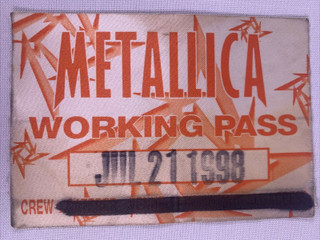 METALLICA
WORKING PASS
JUL 21 1998
CREW